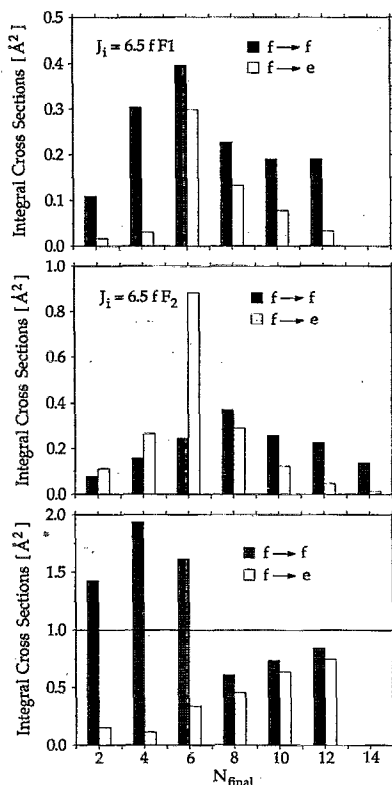 Integral Cross Sections [Å²]
0.5
0.4
0.3
0.2
0.1
0.0
J_i = 6.5 f F1
f → f
f → e
Integral Cross Sections [Å²]
1.0
0.8
0.6
0.4
0.2
0.0
J_i = 6.5 f F₂
f → f
f → e
Integral Cross Sections [Å²]
2.0
1.5
1.0
0.5
0.0
f → f
f → e
2 4 6 8 10 12 14
N_final